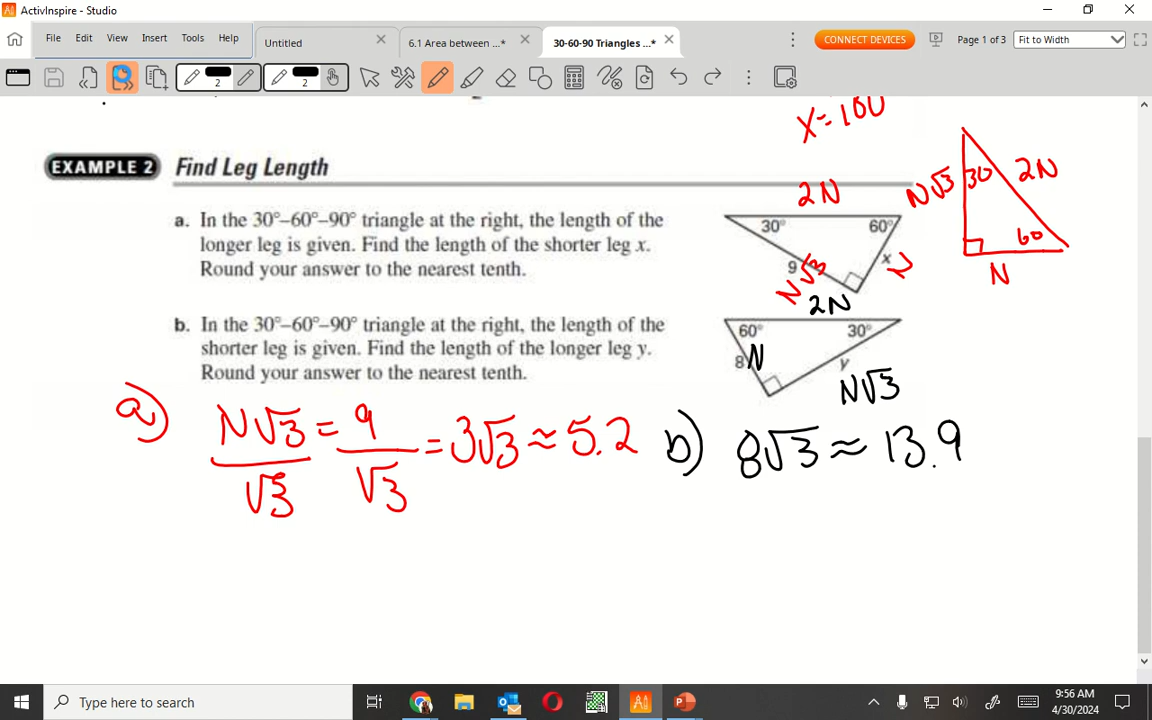 ActivInspire - Studio
File Edit View Insert Tools Help
Untitled
6.1 Area between ...*
30-60-90 Triangles ...*
CONNECT DEVICES
Page 1 of 3
Fit to Width
2
2
x=100
EXAMPLE 2 Find Leg Length
a. In the 30°–60°–90° triangle at the right, the length of the
longer leg is given. Find the length of the shorter leg x.
Round your answer to the nearest tenth.
2N
30° 60°
9 x
N√3 N
N√3 30 2N
60
N
b. In the 30°–60°–90° triangle at the right, the length of the
shorter leg is given. Find the length of the longer leg y.
Round your answer to the nearest tenth.
2N
60° 30°
8 N y
N√3
a) N√3 = 9 = 3√3 ≈ 5.2
√3 √3
b) 8√3 ≈ 13.9
Type here to search
9:56 AM
4/30/2024